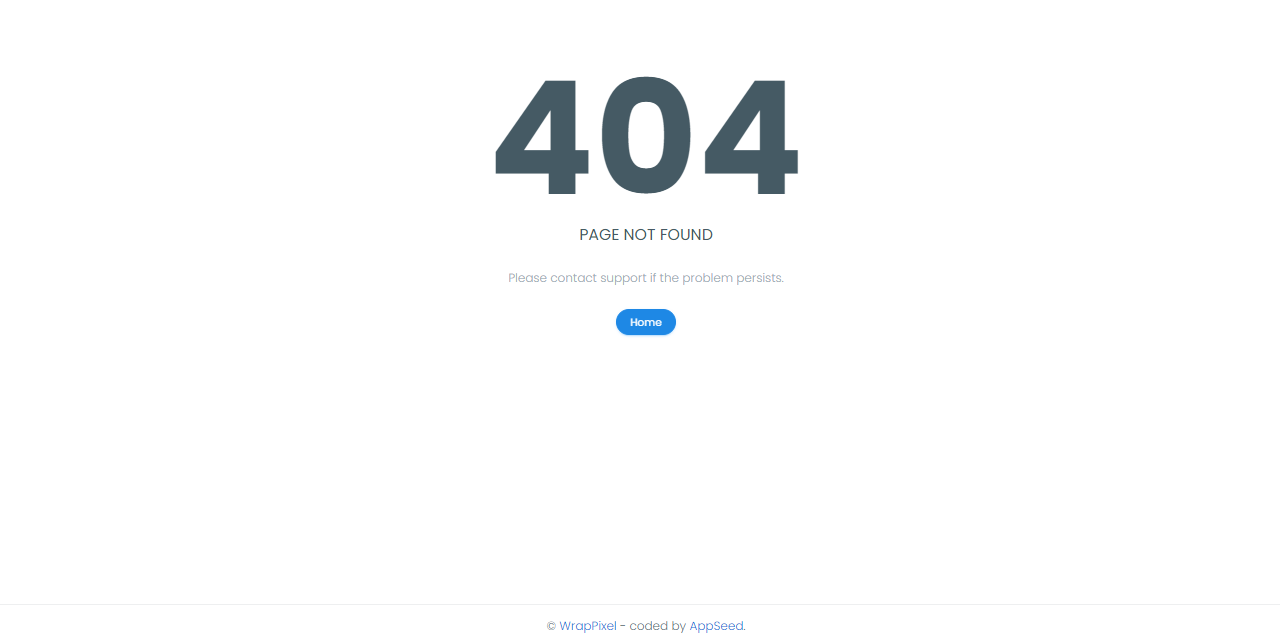 404
PAGE NOT FOUND
Please contact support if the problem persists.
Home
© WrapPixel - coded by AppSeed.